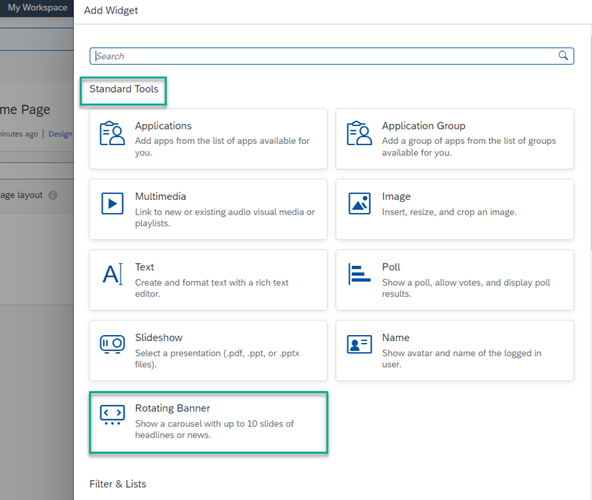 My Workspace
Add Widget
Search
Standard Tools
me Page
inutes ago | Design
age layout
Applications
Add apps from the list of apps available for
you.
Application Group
Add a group of apps from the list of groups
available for you.
Multimedia
Link to new or existing audio visual media or
playlists.
Image
Insert, resize, and crop an image.
Text
Create and format text with a rich text
editor.
Poll
Show a poll, allow votes, and display poll
results.
Slideshow
Select a presentation (.pdf, .ppt, or .pptx
files).
Name
Show avatar and name of the logged in
user.
Rotating Banner
Show a carousel with up to 10 slides of
headlines or news.
Filter & Lists